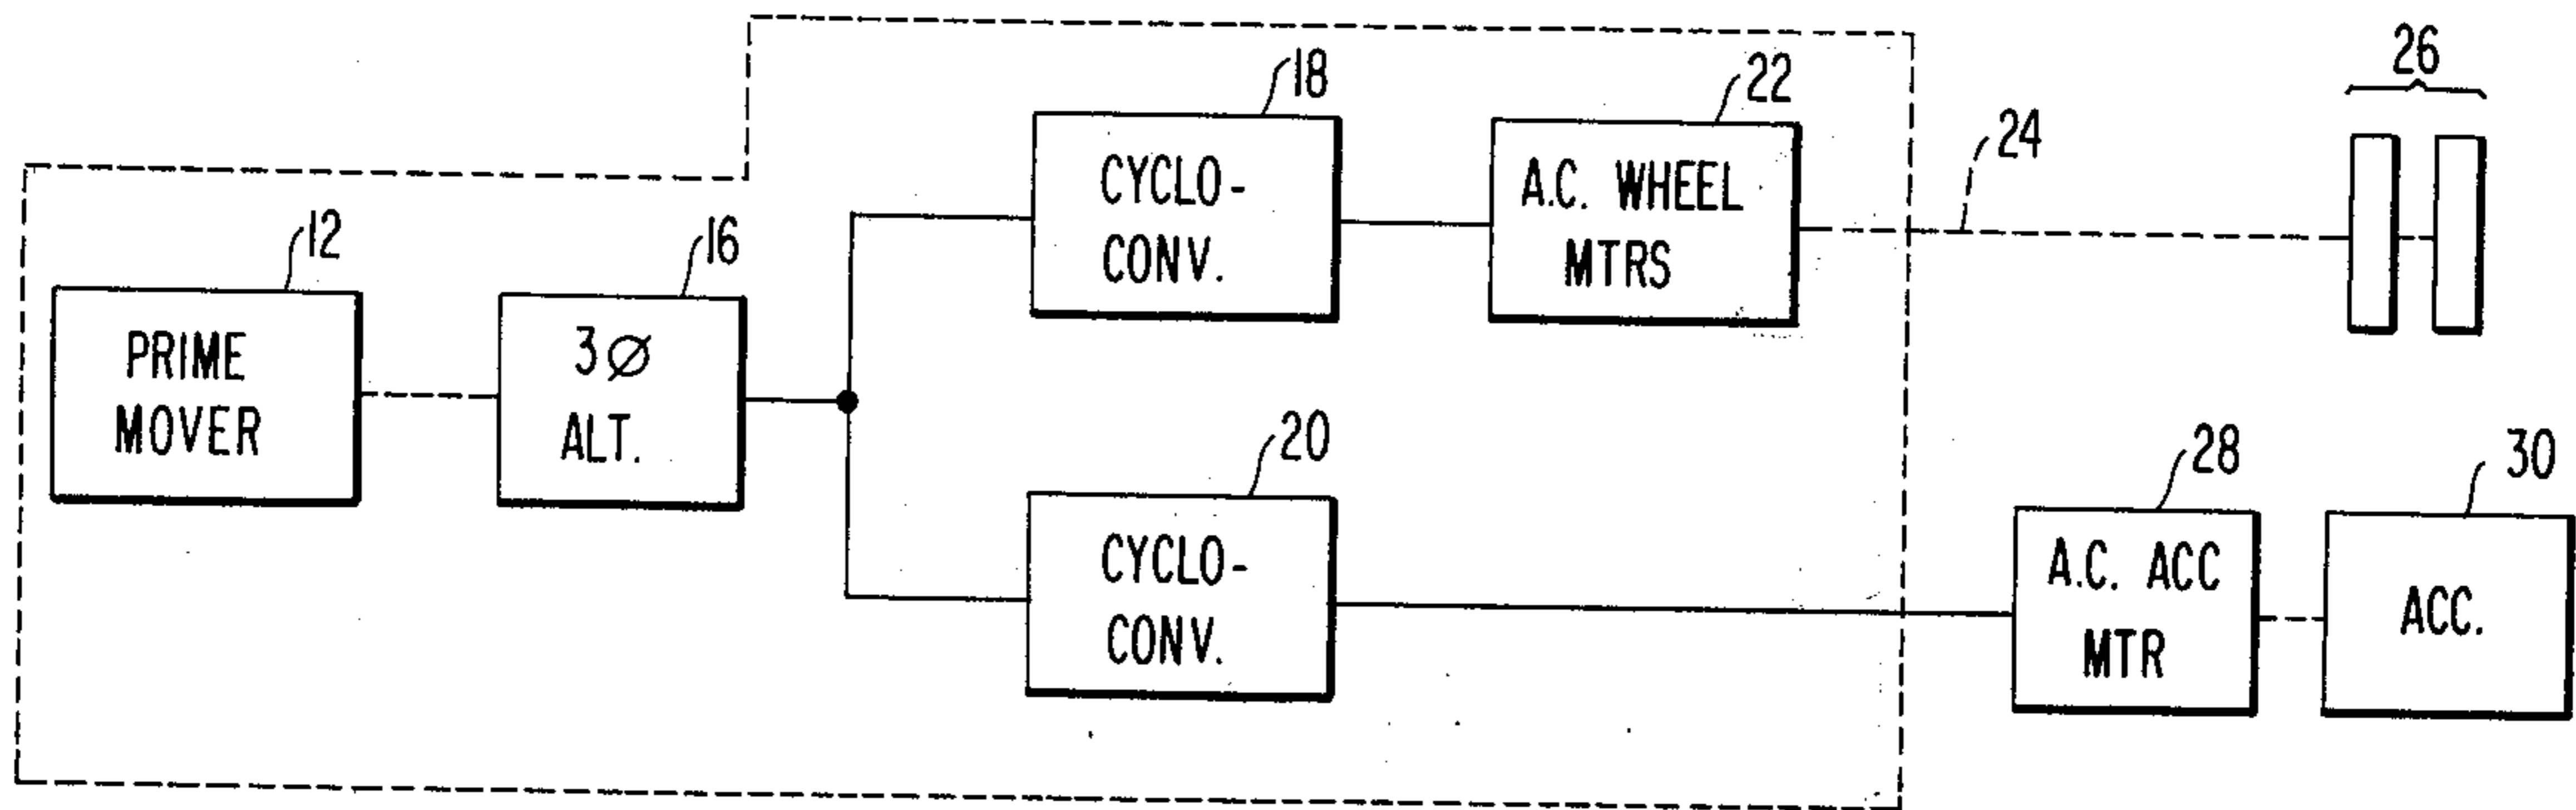 26
18
22
24
CYCLO-
CONV.
A.C. WHEEL
MTRS
12
16
PRIME
MOVER
3Ø
ALT.
20
28
30
CYCLO-
CONV.
A.C. ACC
MTR
ACC.